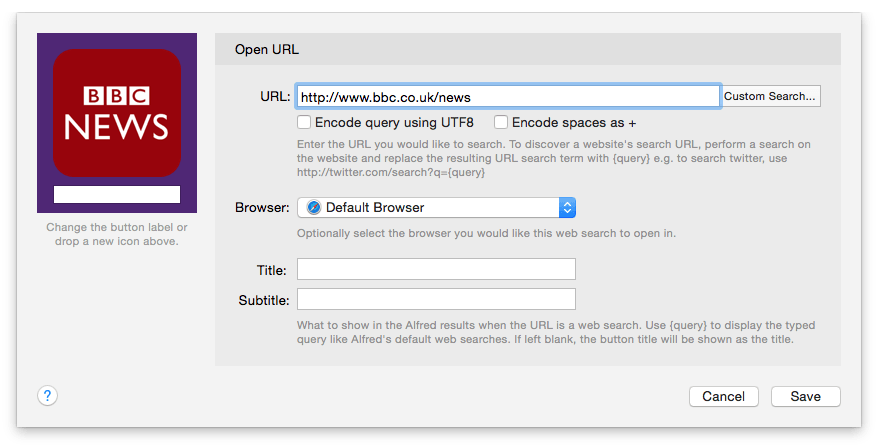 BBC
NEWS
Change the button label or
drop a new icon above.
Open URL
URL: http://www.bbc.co.uk/news Custom Search...
Encode query using UTF8 Encode spaces as +
Enter the URL you would like to search. To discover a website's search URL, perform a search on
the website and replace the resulting URL search term with {query} e.g. to search twitter, use
http://twitter.com/search?q={query}
Browser: Default Browser
Optionally select the browser you would like this web search to open in.
Title:
Subtitle:
What to show in the Alfred results when the URL is a web search. Use {query} to display the typed
query like Alfred's default web searches. If left blank, the button title will be shown as the title.
? Cancel Save